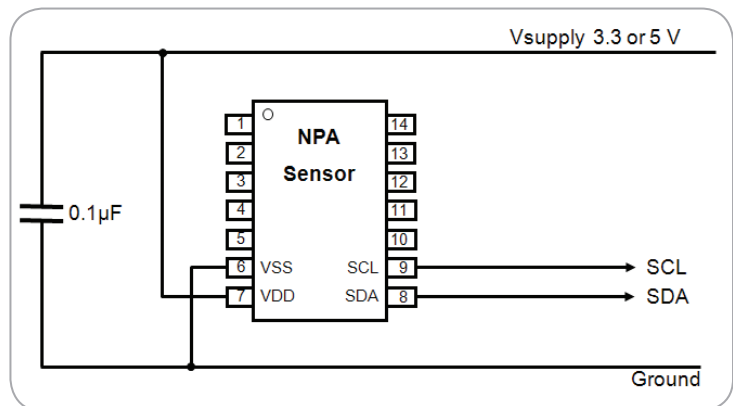 Vsupply 3.3 or 5 V
NPA
Sensor
1
14
2
13
3
12
4
11
5
10
6 VSS
SCL 9
SCL
7 VDD
SDA 8
SDA
0.1µF
Ground